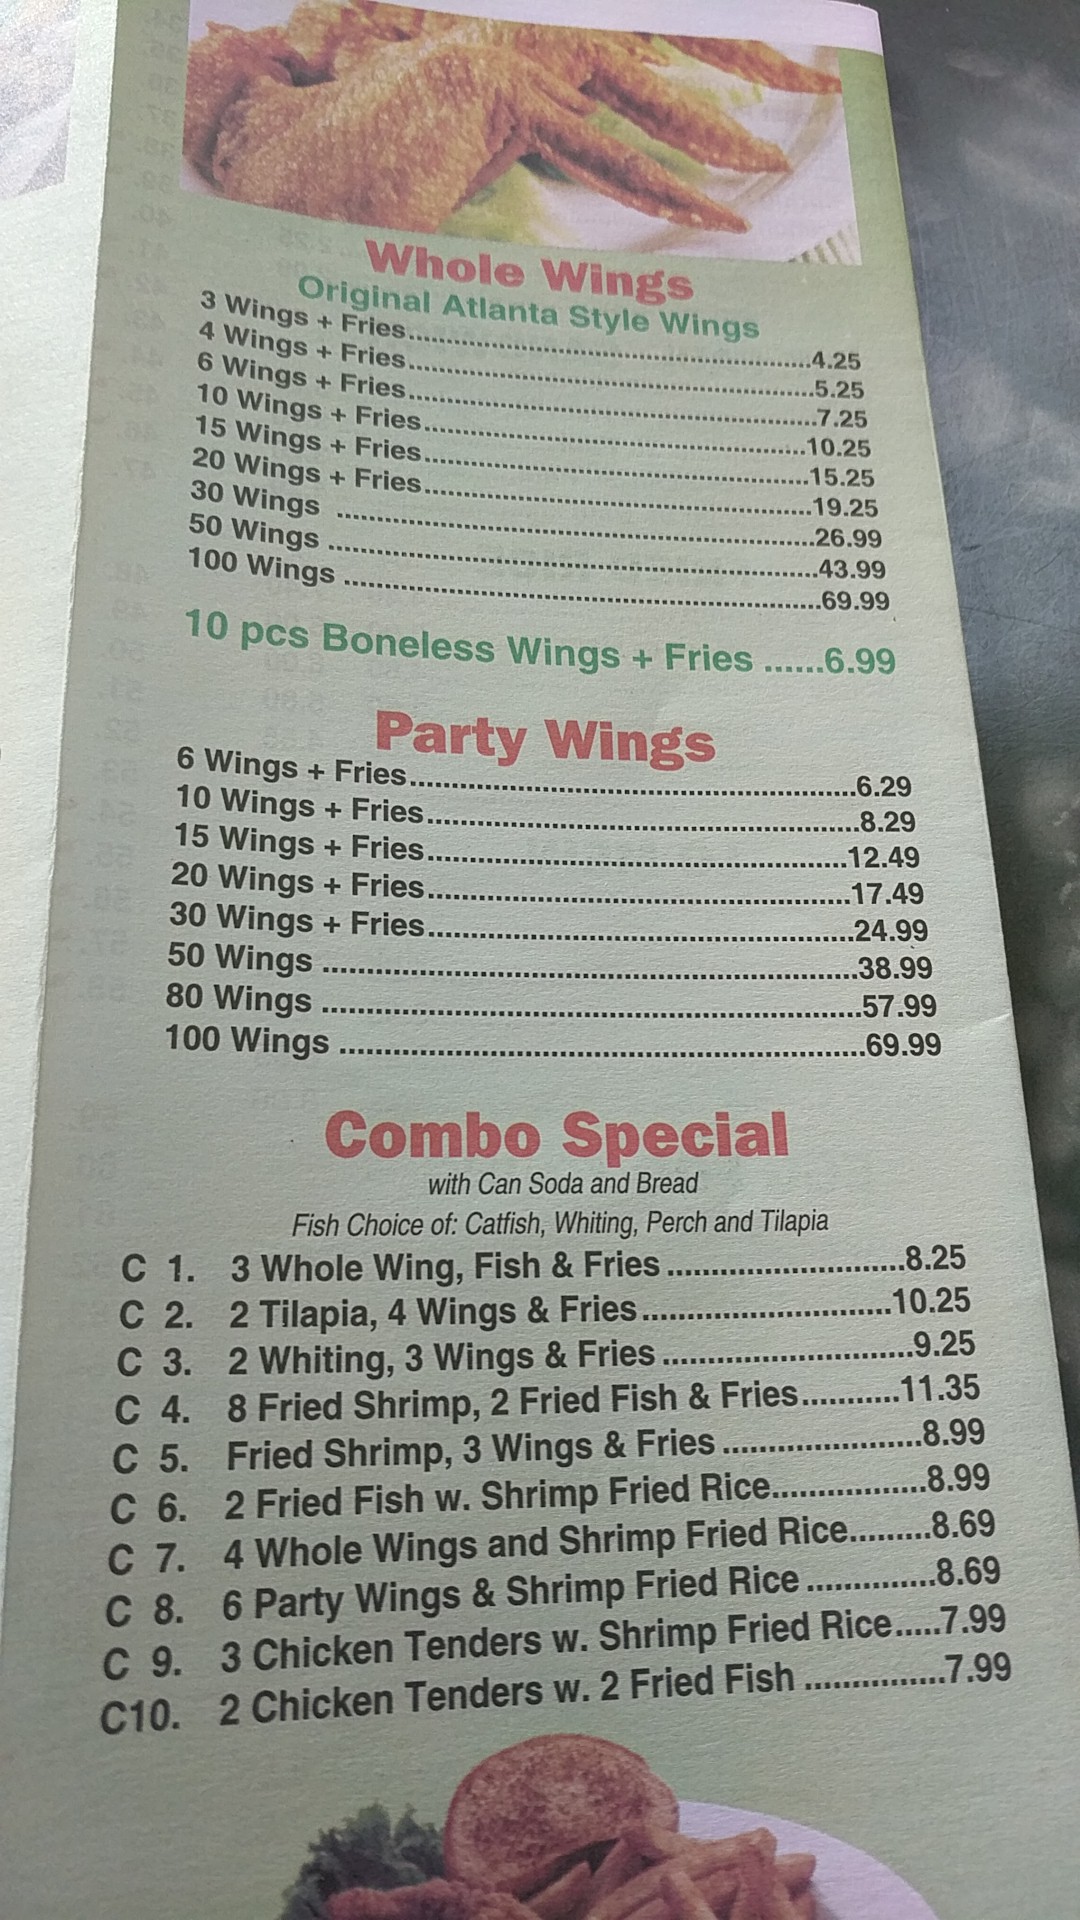 Whole Wings
Original Atlanta Style Wings
3 Wings + Fries..........4.25
4 Wings + Fries..........5.25
6 Wings + Fries..........7.25
10 Wings + Fries..........10.25
15 Wings + Fries..........15.25
20 Wings + Fries..........19.25
30 Wings ..........26.99
50 Wings ..........43.99
100 Wings ..........69.99
10 pcs Boneless Wings + Fries ......6.99
Party Wings
6 Wings + Fries..........6.29
10 Wings + Fries..........8.29
15 Wings + Fries..........12.49
20 Wings + Fries..........17.49
30 Wings + Fries..........24.99
50 Wings ..........38.99
80 Wings ..........57.99
100 Wings ..........69.99
Combo Special
with Can Soda and Bread
Fish Choice of: Catfish, Whiting, Perch and Tilapia
C 1. 3 Whole Wing, Fish & Fries ..........8.25
C 2. 2 Tilapia, 4 Wings & Fries..........10.25
C 3. 2 Whiting, 3 Wings & Fries ..........9.25
C 4. 8 Fried Shrimp, 2 Fried Fish & Fries..........11.35
C 5. Fried Shrimp, 3 Wings & Fries ..........8.99
C 6. 2 Fried Fish w. Shrimp Fried Rice..........8.99
C 7. 4 Whole Wings and Shrimp Fried Rice.........8.69
C 8. 6 Party Wings & Shrimp Fried Rice ..........8.69
C 9. 3 Chicken Tenders w. Shrimp Fried Rice.....7.99
C10. 2 Chicken Tenders w. 2 Fried Fish ..........7.99